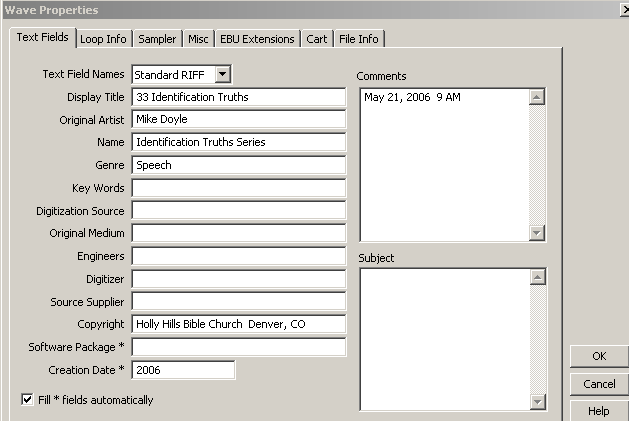 Wave Properties
Text Fields Loop Info Sampler Misc EBU Extensions Cart File Info
Text Field Names Standard RIFF
Display Title 33 Identification Truths
Original Artist Mike Doyle
Name Identification Truths Series
Genre Speech
Key Words
Digitization Source
Original Medium
Engineers
Digitizer
Source Supplier
Copyright Holly Hills Bible Church Denver, CO
Software Package *
Creation Date * 2006
Fill * fields automatically
Comments
May 21, 2006 9 AM
Subject
OK
Cancel
Help